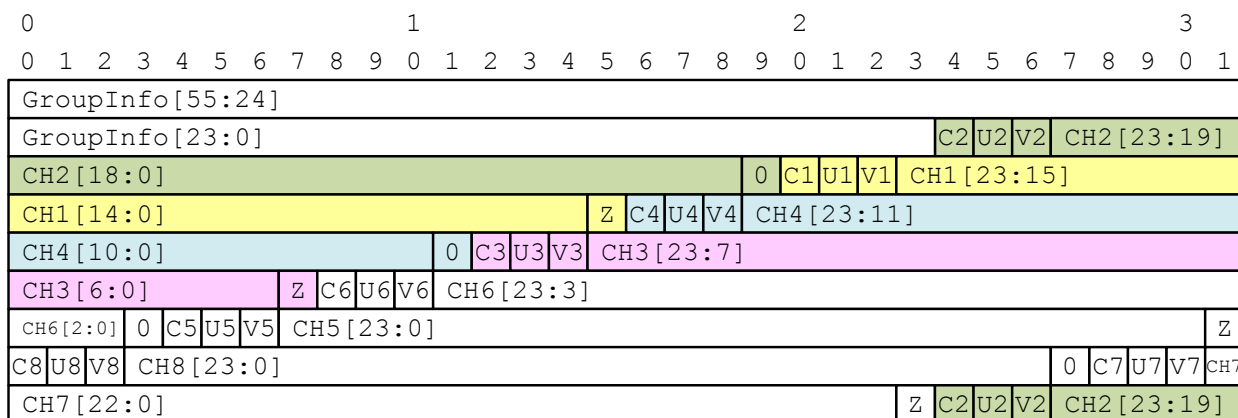 0 1 2 3
0 1 2 3 4 5 6 7 8 9 0 1 2 3 4 5 6 7 8 9 0 1 2 3 4 5 6 7 8 9 0 1
GroupInfo[55:24]
GroupInfo[23:0] C2 U2 V2 CH2[23:19]
CH2[18:0] 0 C1 U1 V1 CH1[23:15]
CH1[14:0] Z C4 U4 V4 CH4[23:11]
CH4[10:0] 0 C3 U3 V3 CH3[23:7]
CH3[6:0] Z C6 U6 V6 CH6[23:3]
CH6[2:0] 0 C5 U5 V5 CH5[23:0] Z
C8 U8 V8 CH8[23:0] 0 C7 U7 V7 CH7
CH7[22:0] Z C2 U2 V2 CH2[23:19]